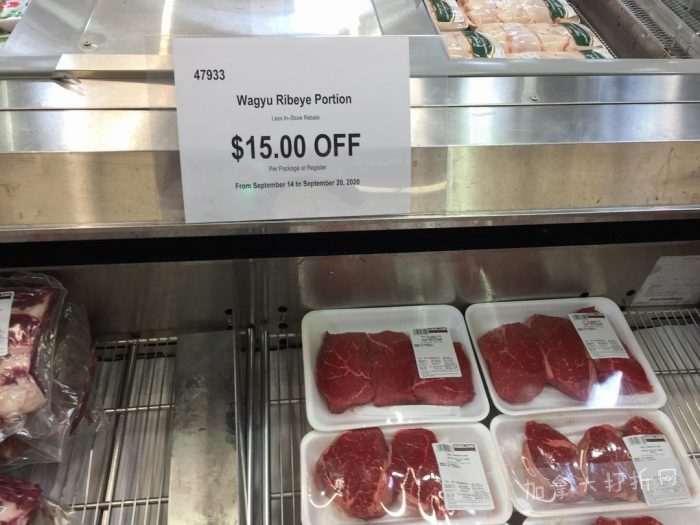 47933
Wagyu Ribeye Portion
Less In-Store Rebate
$15.00 OFF
Per Package at Register
From September 14 to September 20, 2020
加拿大打折网